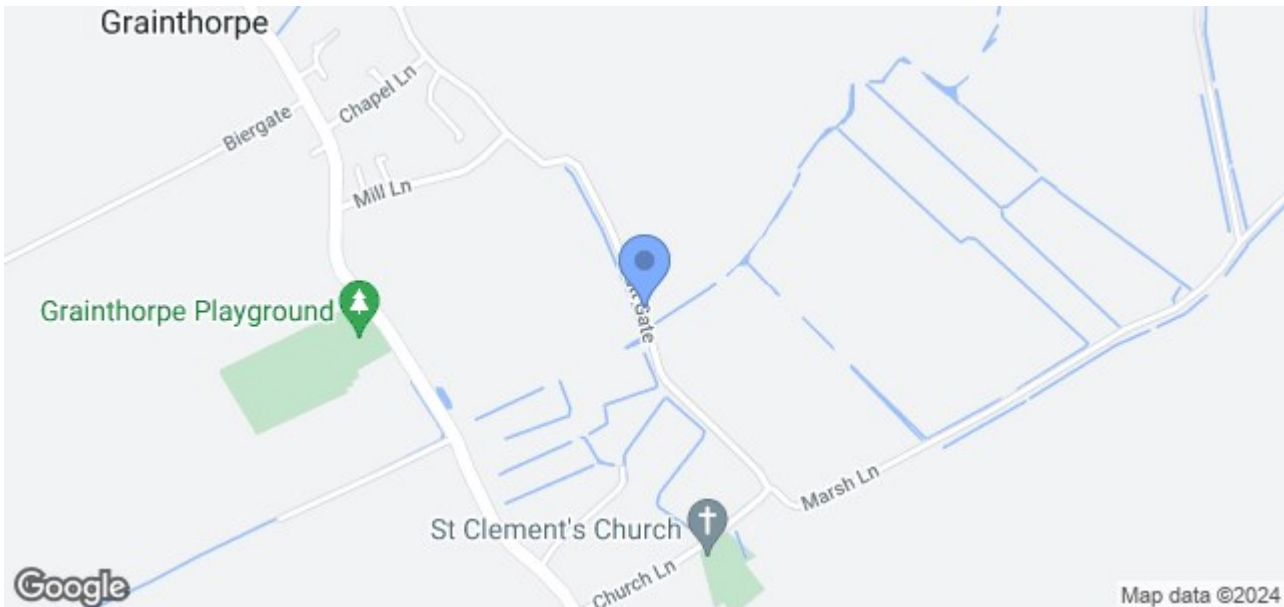 Grainthorpe
Chapel Ln
Biergate
Mill Ln
Grainthorpe Playground
Gate
Marsh Ln
St Clement's Church
Church Ln
Google
Map data ©2024